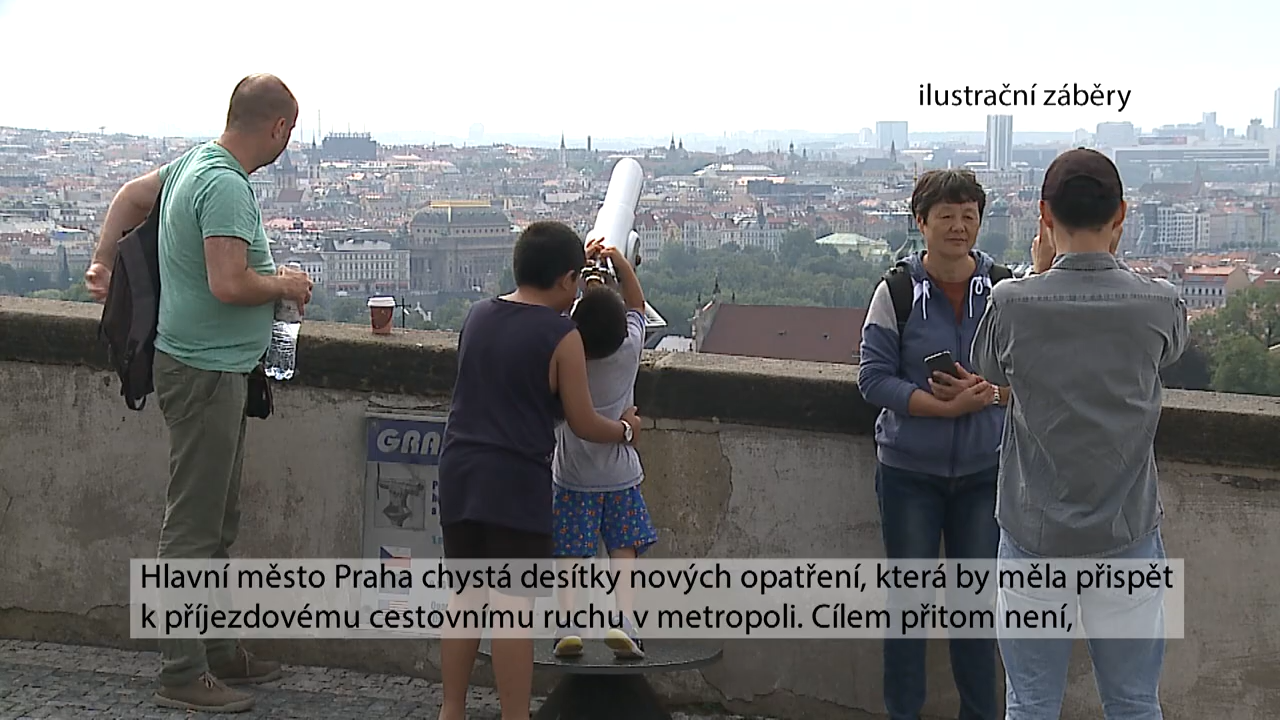 ilustrační záběry
GRA
Hlavní město Praha chystá desítky nových opatření, která by měla přispět
k příjezdovému cestovnímu ruchu v metropoli. Cílem přitom není,